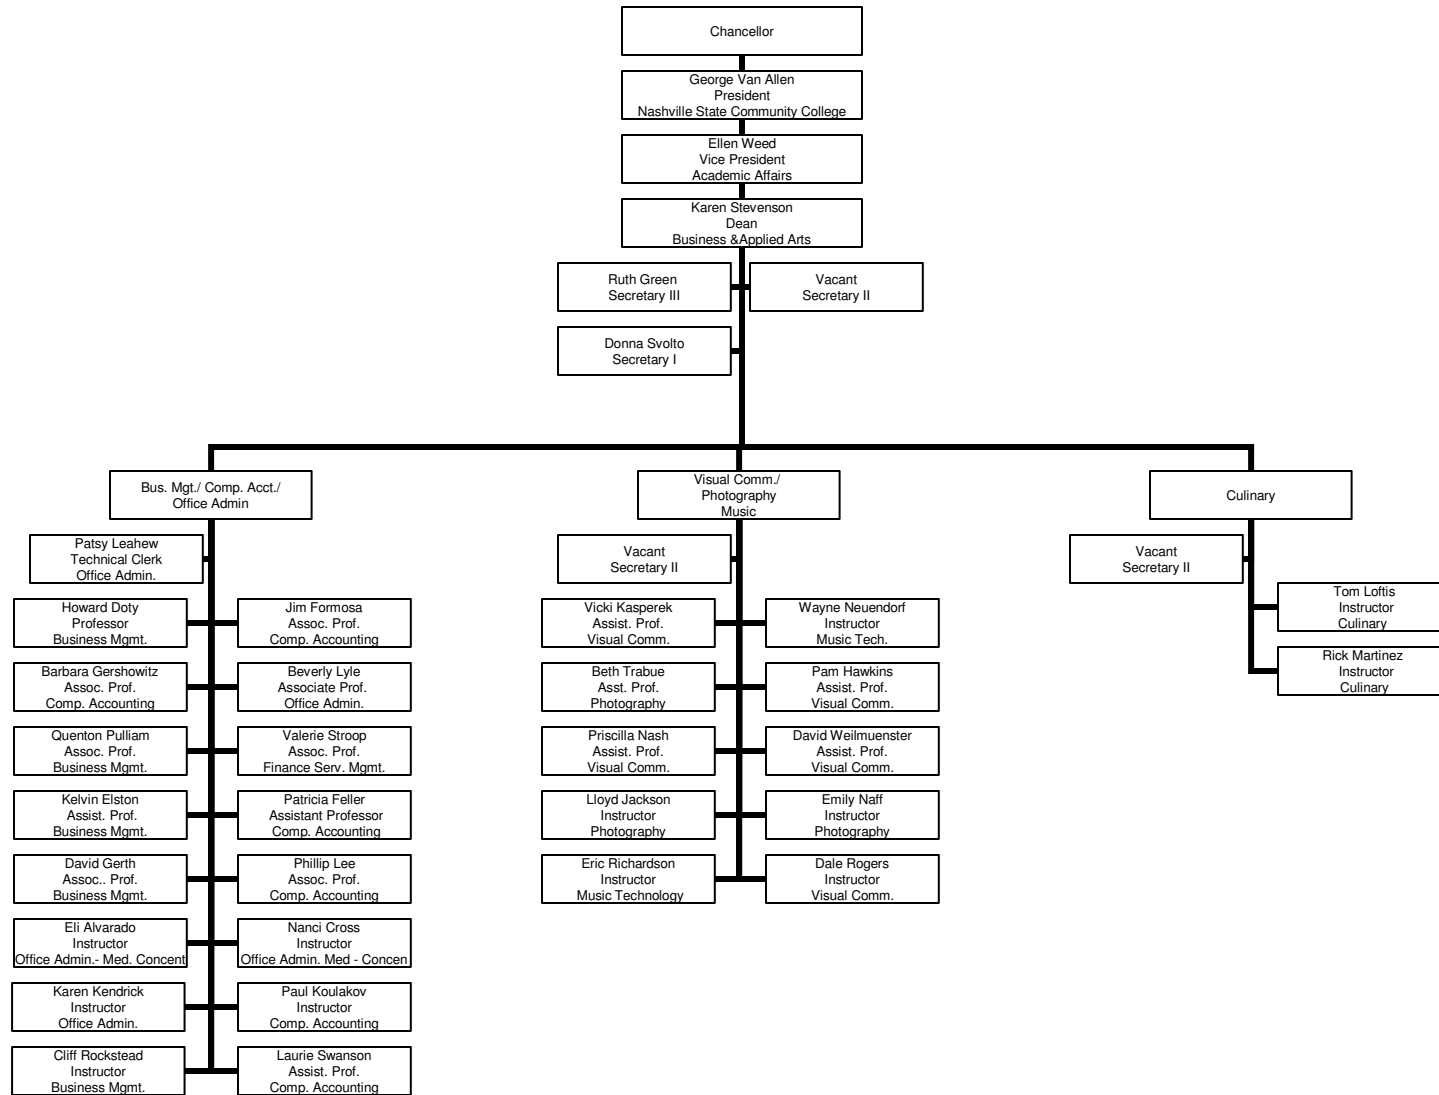 Chancellor
George Van Allen
President
Nashville State Community College
Ellen Weed
Vice President
Academic Affairs
Karen Stevenson
Dean
Business &Applied Arts
Ruth Green
Secretary III
Vacant
Secretary II
Donna Svolto
Secretary I
Bus. Mgt./ Comp. Acct./
Office Admin
Patsy Leahew
Technical Clerk
Office Admin.
Howard Doty
Professor
Business Mgmt.
Jim Formosa
Assoc. Prof.
Comp. Accounting
Barbara Gershowitz
Assoc. Prof.
Comp. Accounting
Beverly Lyle
Associate Prof.
Office Admin.
Quenton Pulliam
Assoc. Prof.
Business Mgmt.
Valerie Stroop
Assoc. Prof.
Finance Serv. Mgmt.
Kelvin Elston
Assist. Prof.
Business Mgmt.
Patricia Feller
Assistant Professor
Comp. Accounting
David Gerth
Assoc.. Prof.
Business Mgmt.
Phillip Lee
Assoc. Prof.
Comp. Accounting
Eli Alvarado
Instructor
Office Admin.- Med. Concent
Nanci Cross
Instructor
Office Admin. Med - Concen
Karen Kendrick
Instructor
Office Admin.
Paul Koulakov
Instructor
Comp. Accounting
Cliff Rockstead
Instructor
Business Mgmt.
Laurie Swanson
Assist. Prof.
Comp. Accounting
Visual Comm./
Photography
Music
Vacant
Secretary II
Vicki Kasperek
Assist. Prof.
Visual Comm.
Wayne Neuendorf
Instructor
Music Tech.
Beth Trabue
Asst. Prof.
Photography
Pam Hawkins
Assist. Prof.
Visual Comm.
Priscilla Nash
Assist. Prof.
Visual Comm.
David Weilmuenster
Assist. Prof.
Visual Comm.
Lloyd Jackson
Instructor
Photography
Emily Naff
Instructor
Photography
Eric Richardson
Instructor
Music Technology
Dale Rogers
Instructor
Visual Comm.
Culinary
Vacant
Secretary II
Tom Loftis
Instructor
Culinary
Rick Martinez
Instructor
Culinary